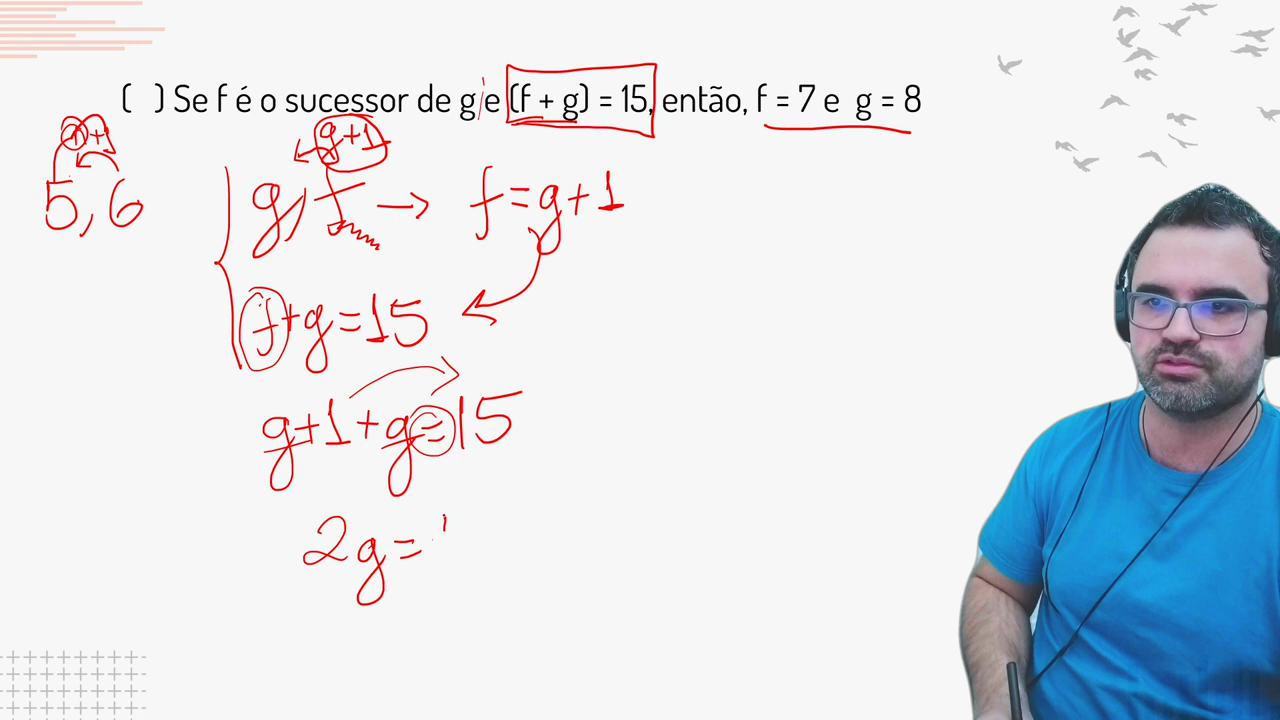 ( ) Se f é o sucessor de g e (f + g) = 15, então, f = 7 e g = 8
n+1 g+1
5, 6 g, f → f = g + 1
f + g = 15
g + 1 + g = 15
2g =